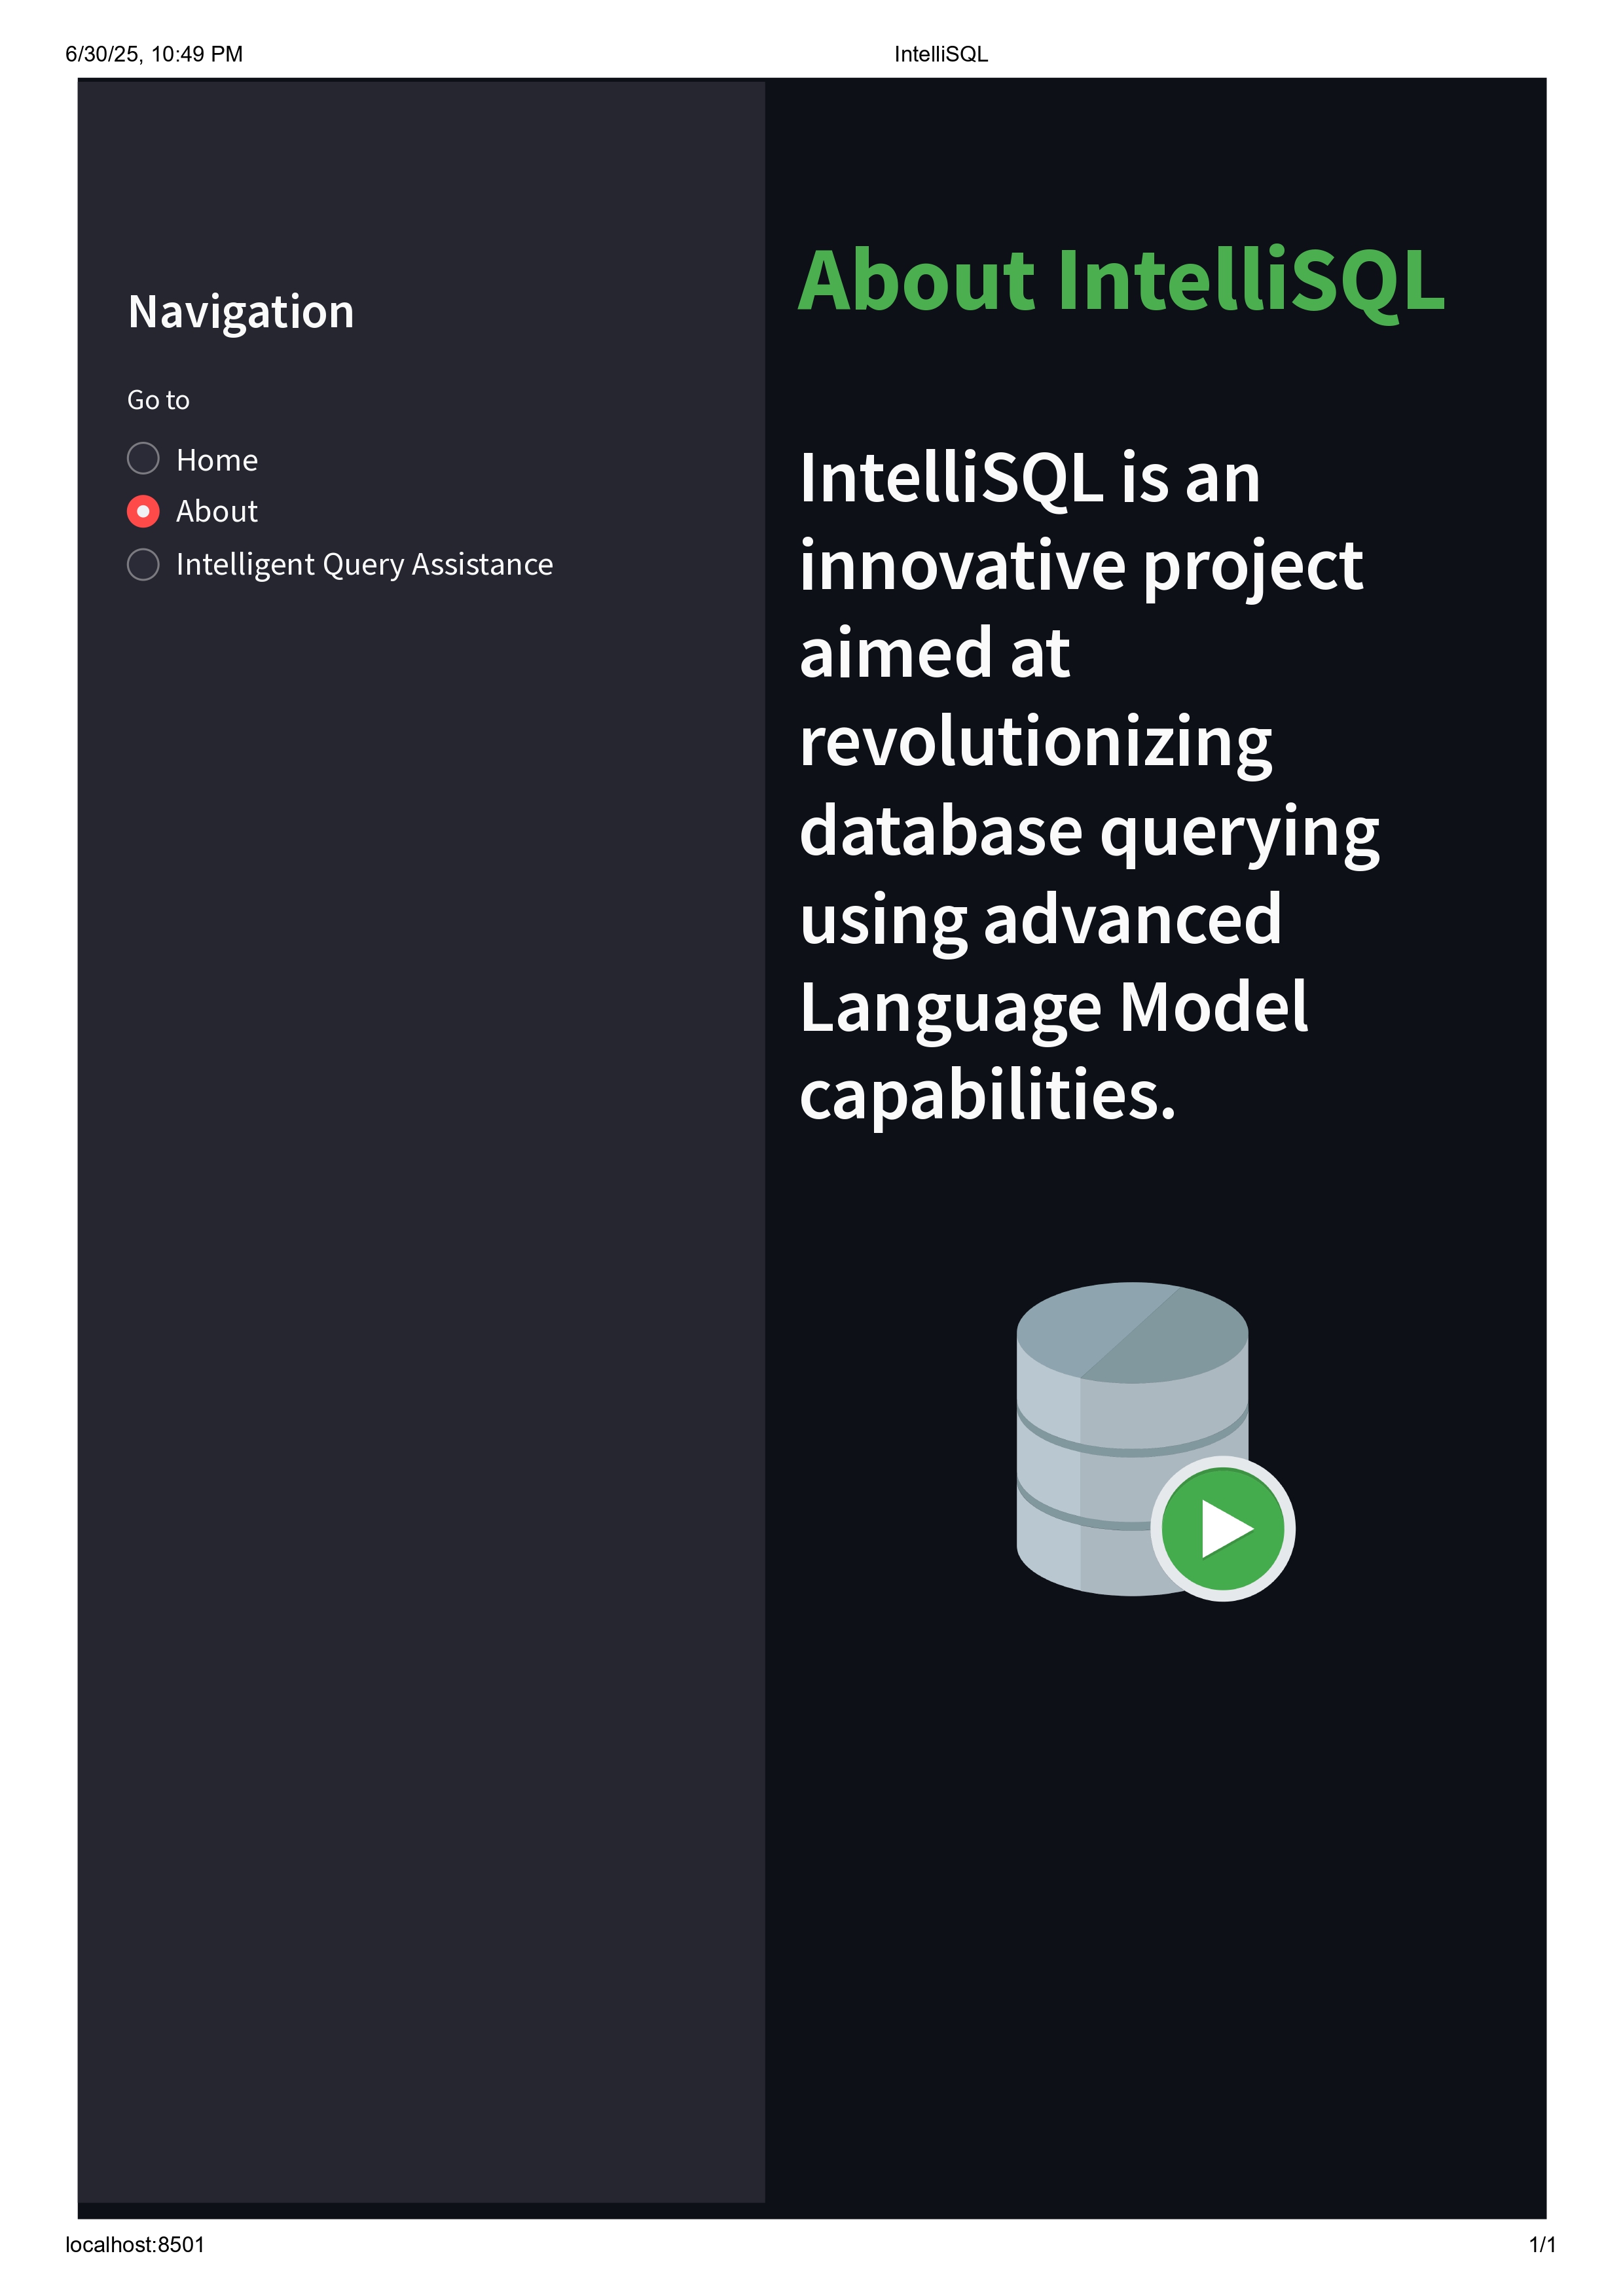 6/30/25, 10:49 PM
IntelliSQL
Navigation
Go to
Home
About
Intelligent Query Assistance
About IntelliSQL
IntelliSQL is an
innovative project
aimed at
revolutionizing
database querying
using advanced
Language Model
capabilities.
localhost:8501
1/1